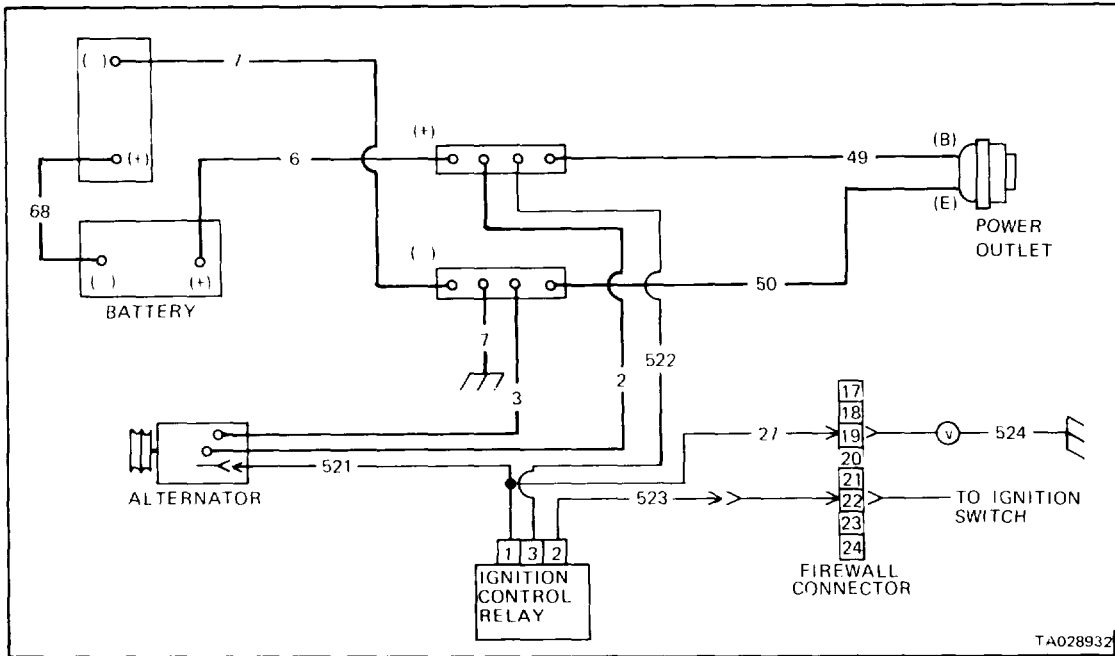 ( )
7
(+)
6
(+)
(B)
49
68
(E)
POWER
OUTLET
( )
50
( )
(+)
BATTERY
7
522
2
3
17
18
27
19
V
524
20
521
21
ALTERNATOR
523
22
TO IGNITION
SWITCH
23
1 3 2
24
IGNITION
CONTROL
RELAY
FIREWALL
CONNECTOR
TA028932